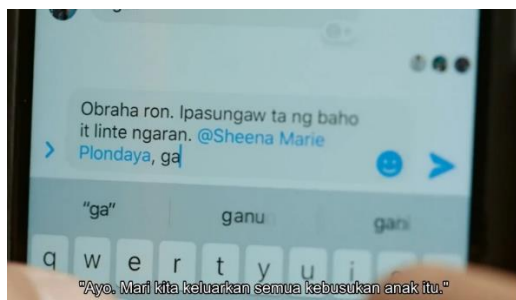 Obraha ron. Ipasungaw ta ng baho
it linte ngaran. @Sheena Marie
Plondaya, ga
"ga" ganu gani
q w e r t y u i
"Ayo. Mari kita keluarkan semua kebusukan anak itu."